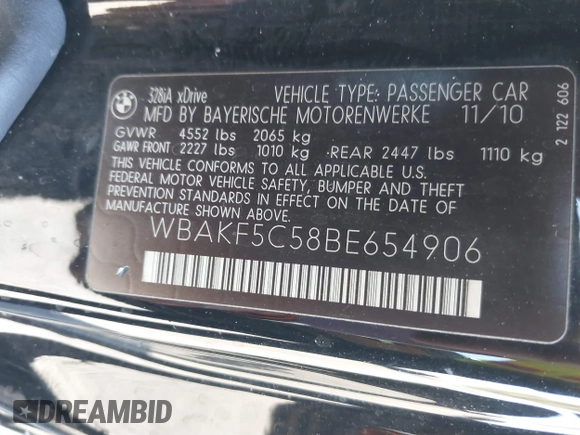 328iA xDrive VEHICLE TYPE: PASSENGER CAR
MFD BY BAYERISCHE MOTORENWERKE 11/10
GVWR 4552 lbs 2065 kg
GAWR FRONT 2227 lbs 1010 kg REAR 2447 lbs 1110 kg
THIS VEHICLE CONFORMS TO ALL APPLICABLE U.S.
FEDERAL MOTOR VEHICLE SAFETY, BUMPER AND THEFT
PREVENTION STANDARDS IN EFFECT ON THE DATE OF
MANUFACTURE SHOWN ABOVE.
WBAKF5C58BE654906
2 122 606
DREAMBID